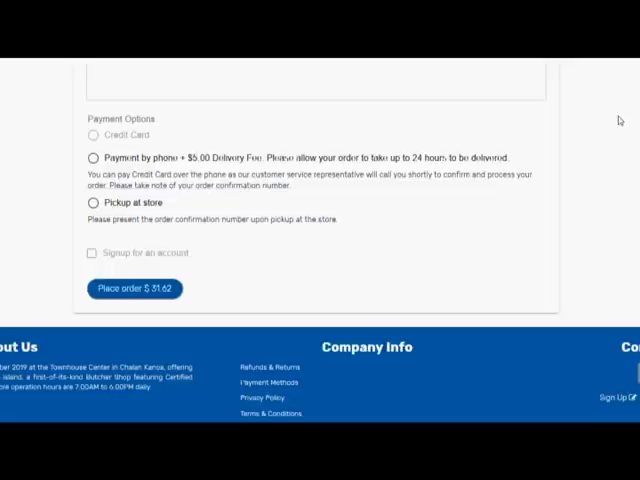 Payment Options
Credit Card
Payment by phone + $5.00 Delivery Fee. Please allow your order to take up to 24 hours to be delivered.
You can pay Credit Card over the phone as our customer service representative will call you shortly to confirm and process your
order. Please take note of your order confirmation number.
Pickup at store
Please present the order confirmation number upon pickup at the store.
Signup for an account
Place order $ 31.62
out Us
Company Info
Co
ber 2019 at the Townhouse Center in Chalan Kanoa, offering
island, a first-of-its-kind Butcher Shop featuring Certified
ore operation hours are 7:00AM to 6:00PM daily
Refunds & Returns
Payment Methods
Privacy Policy
Terms & Conditions
Sign Up